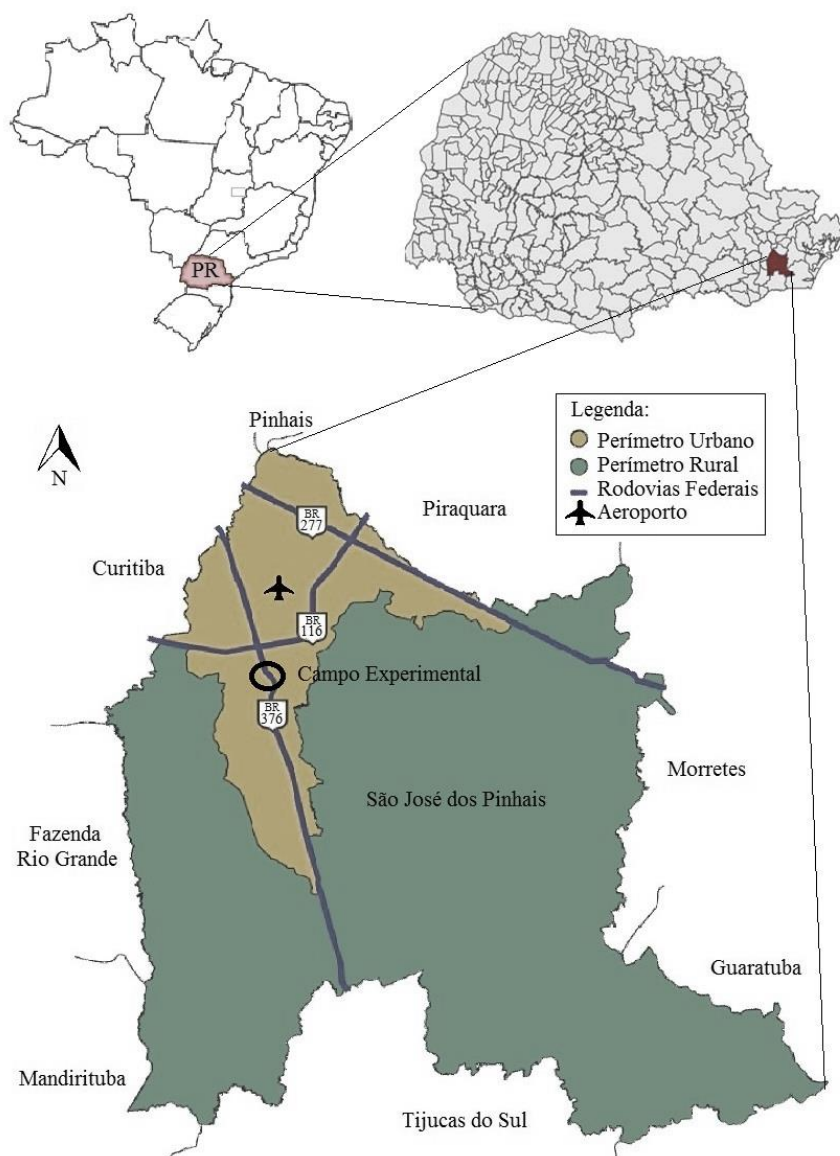 PR
Legenda:
Perímetro Urbano
Perímetro Rural
Rodovias Federais
Aeroporto
N
Pinhais
Piraquara
BR
277
Curitiba
BR
116
Campo Experimental
BR
376
Morretes
São José dos Pinhais
Fazenda
Rio Grande
Guaratuba
Mandirituba
Tijucas do Sul